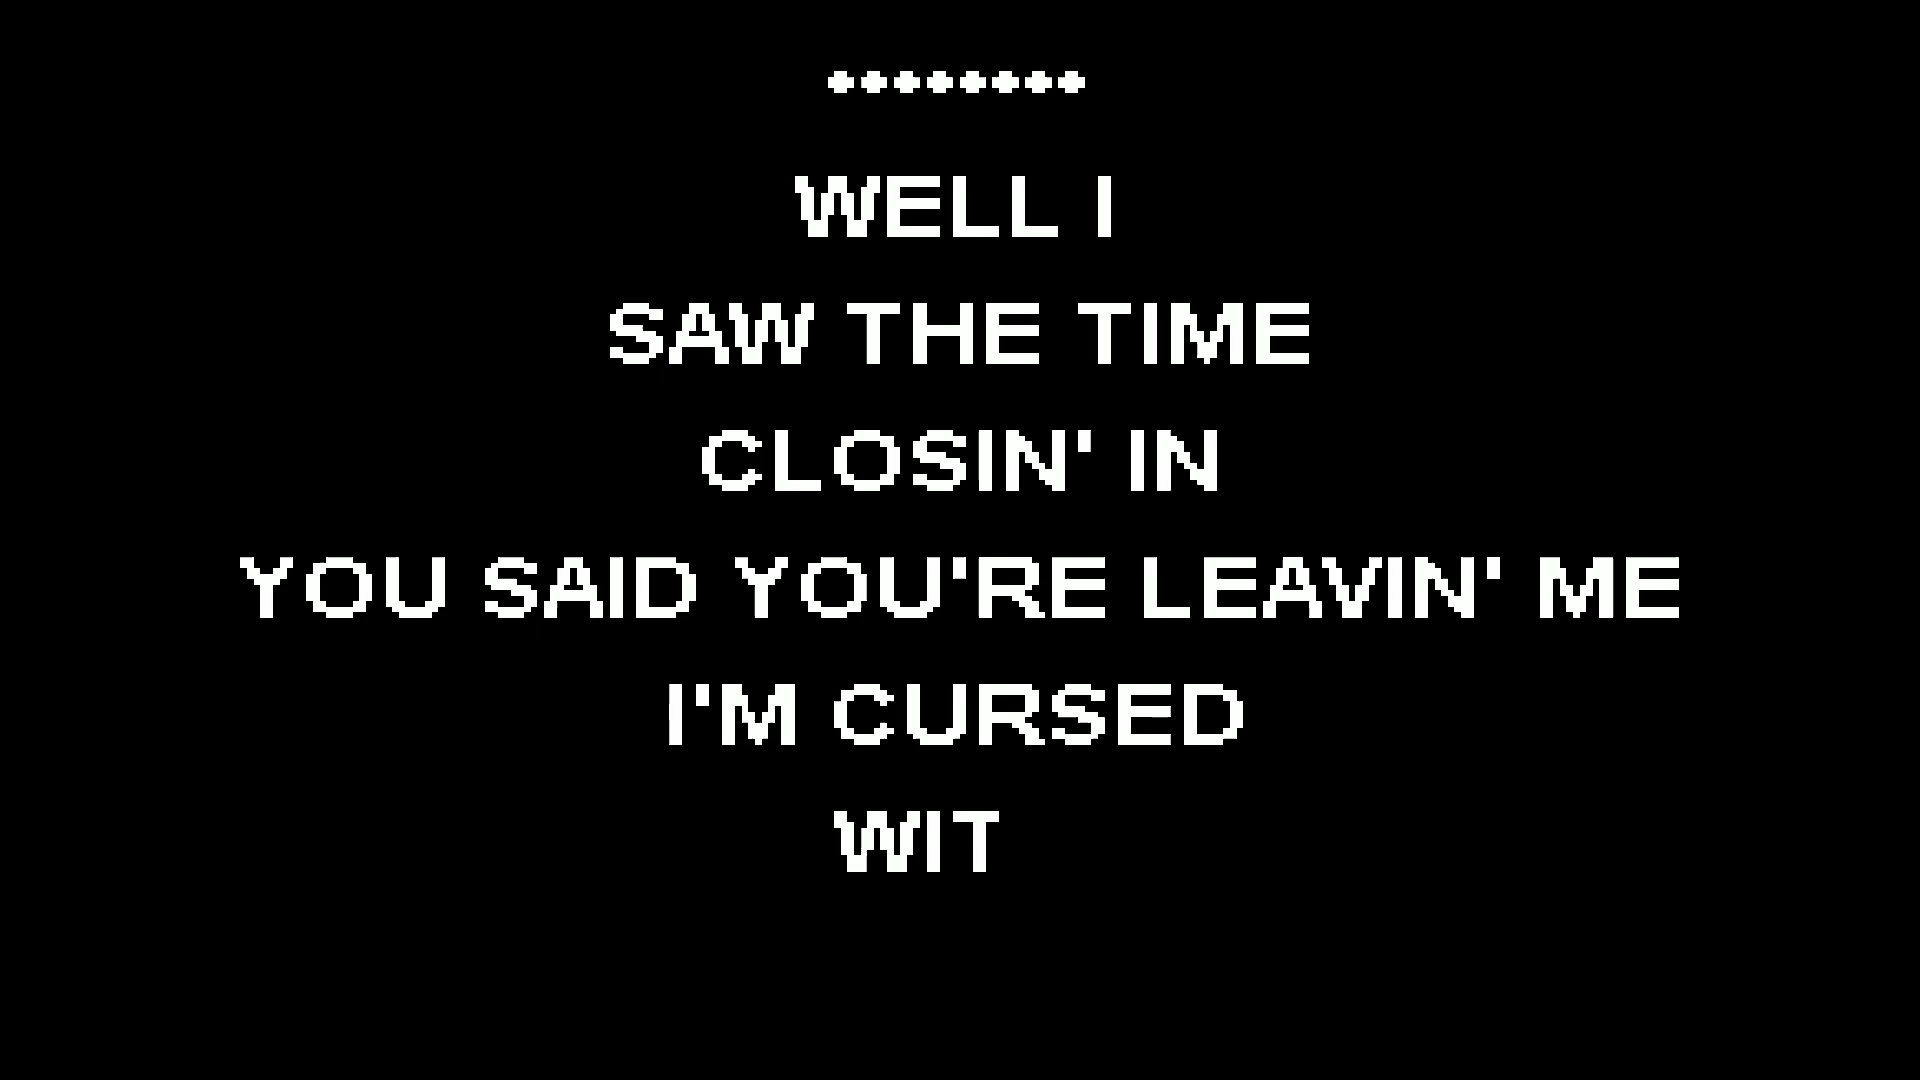 ••••••••
WELL I
SAW THE TIME
CLOSIN' IN
YOU SAID YOU'RE LEAVIN' ME
I'M CURSED
WIT